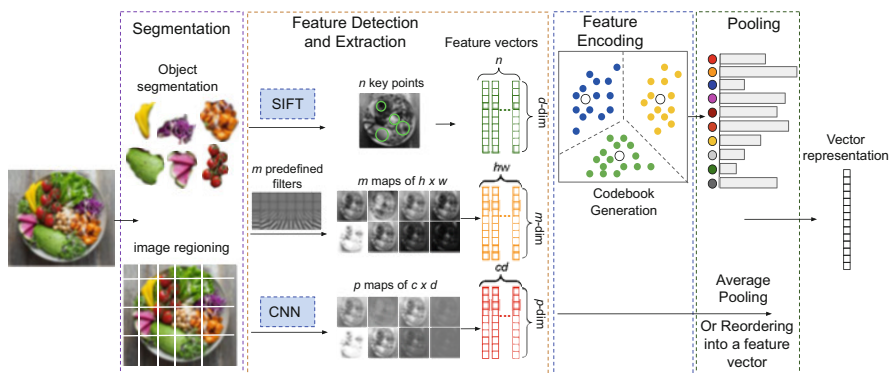 Segmentation
Object
segmentation
image regioning
Feature Detection
and Extraction
Feature vectors
SIFT
n key points
n
d-dim
m predefined
filters
m maps of h x w
hw
m-dim
CNN
p maps of c x d
cd
p-dim
Feature
Encoding
Codebook
Generation
Pooling
Average
Pooling
Or Reordering
into a feature
vector
Vector
representation